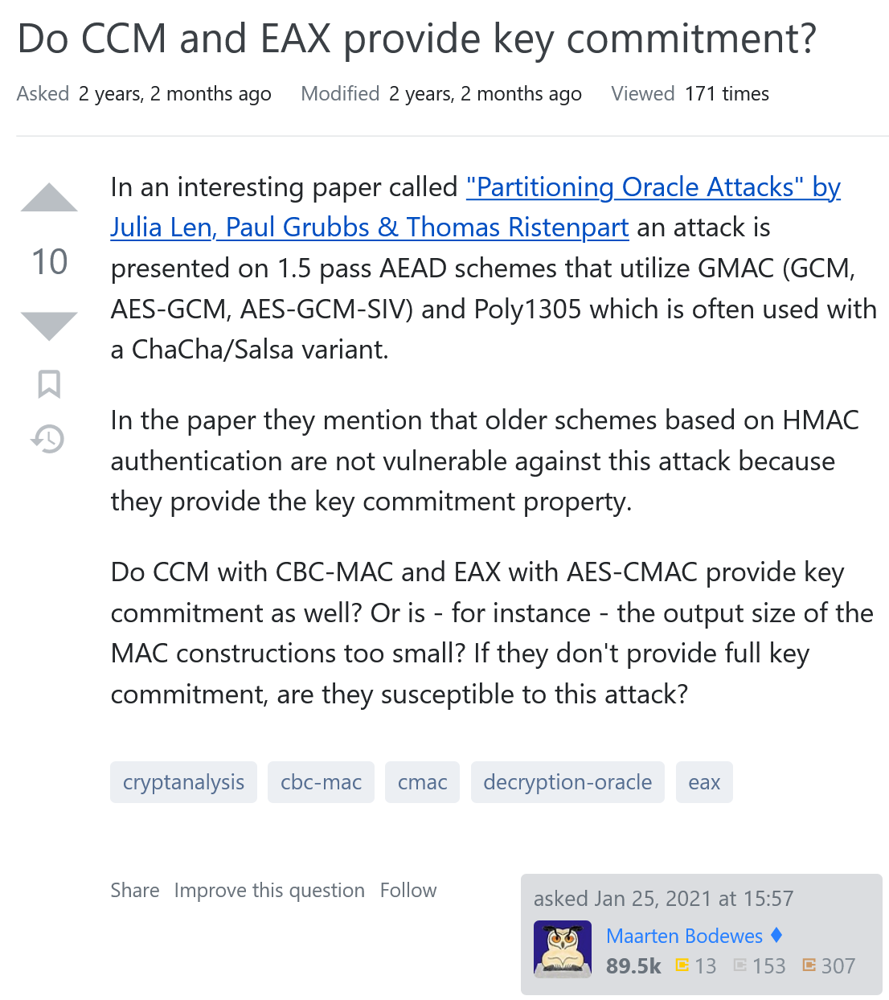 Do CCM and EAX provide key commitment?
Asked 2 years, 2 months ago Modified 2 years, 2 months ago Viewed 171 times
In an interesting paper called "Partitioning Oracle Attacks" by
Julia Len, Paul Grubbs & Thomas Ristenpart an attack is
presented on 1.5 pass AEAD schemes that utilize GMAC (GCM,
AES-GCM, AES-GCM-SIV) and Poly1305 which is often used with
a ChaCha/Salsa variant.
10
In the paper they mention that older schemes based on HMAC
authentication are not vulnerable against this attack because
they provide the key commitment property.
Do CCM with CBC-MAC and EAX with AES-CMAC provide key
commitment as well? Or is - for instance - the output size of the
MAC constructions too small? If they don't provide full key
commitment, are they susceptible to this attack?
cryptanalysis cbc-mac cmac decryption-oracle eax
Share Improve this question Follow
asked Jan 25, 2021 at 15:57
Maarten Bodewes
89.5k 13 153 307